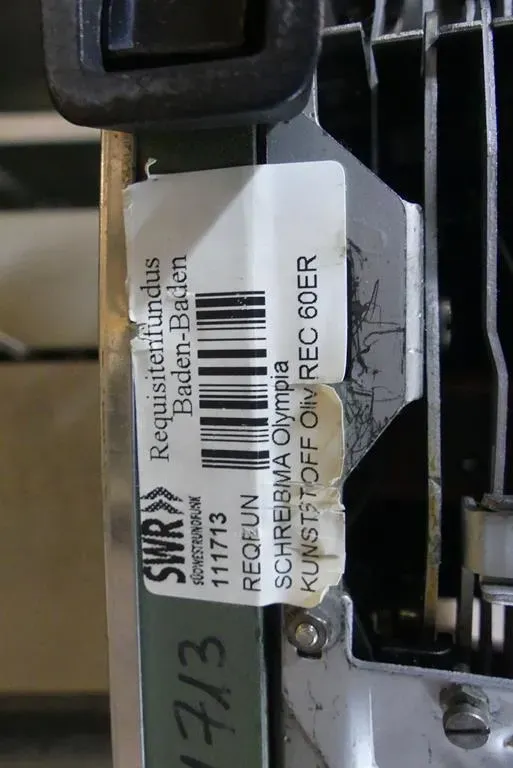 SWR
SÜDWESTRUNDFUNK
Requisitenfundus
Baden-Baden
111713
REQFUN
SCHREIBMA Olympia
KUNSTSTOFF Oliv REC 60ER
1713